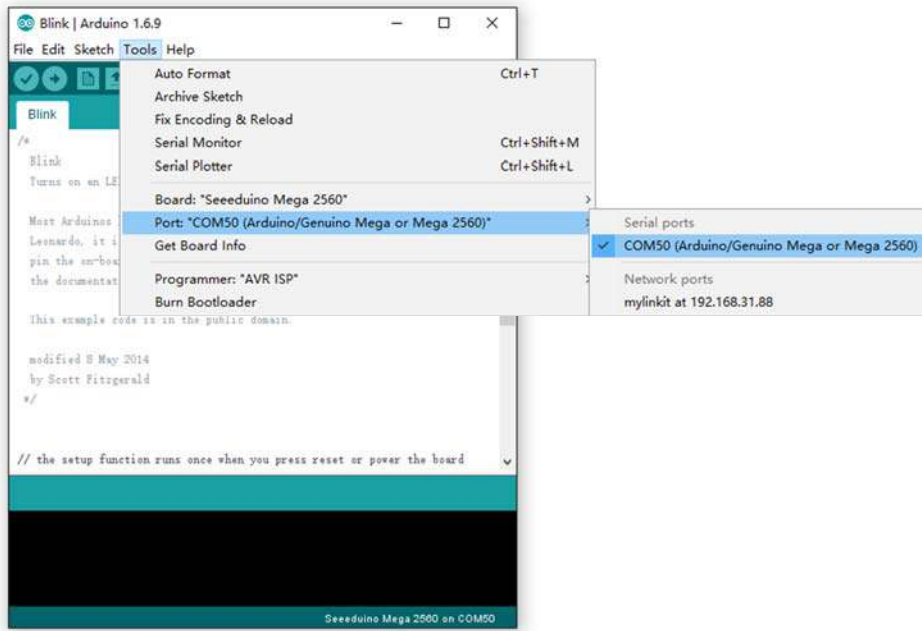 Blink | Arduino 1.6.9
File Edit Sketch Tools Help
Auto Format Ctrl+T
Archive Sketch
Fix Encoding & Reload
Serial Monitor Ctrl+Shift+M
Serial Plotter Ctrl+Shift+L
Board: "Seeeduino Mega 2560"
Port: "COM50 (Arduino/Genuino Mega or Mega 2560)"
Get Board Info
Programmer: "AVR ISP"
Burn Bootloader
Serial ports
COM50 (Arduino/Genuino Mega or Mega 2560)
Network ports
mylinkit at 192.168.31.88
Blink
/*
Blink
Turns on an LE
Most Arduinos
Leonardo, it i
pin the on-boa
the documentat
This example code is in the public domain.
modified 8 May 2014
by Scott Fitzgerald
*/
// the setup function runs once when you press reset or power the board
Seeeduino Mega 2560 on COM50